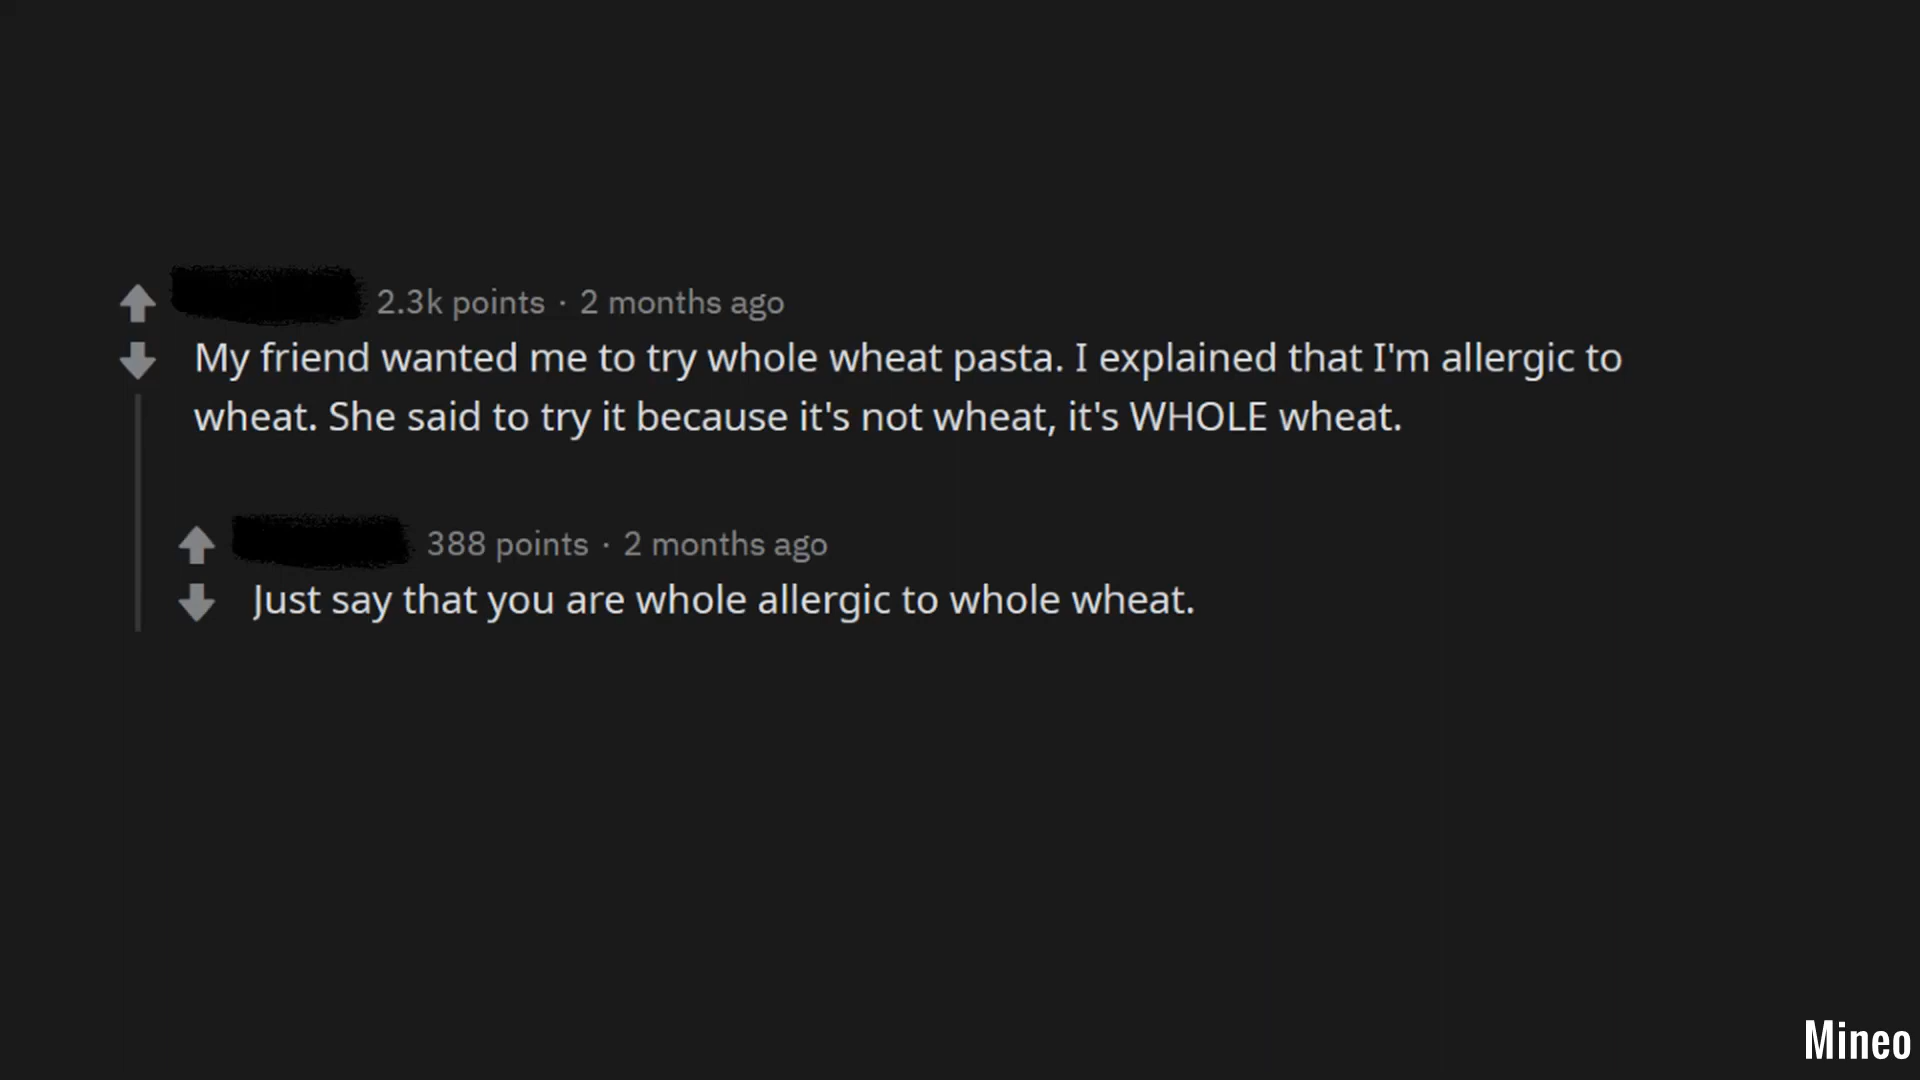 2.3k points · 2 months ago
My friend wanted me to try whole wheat pasta. I explained that I'm allergic to
wheat. She said to try it because it's not wheat, it's WHOLE wheat.
388 points · 2 months ago
Just say that you are whole allergic to whole wheat.
Mineo